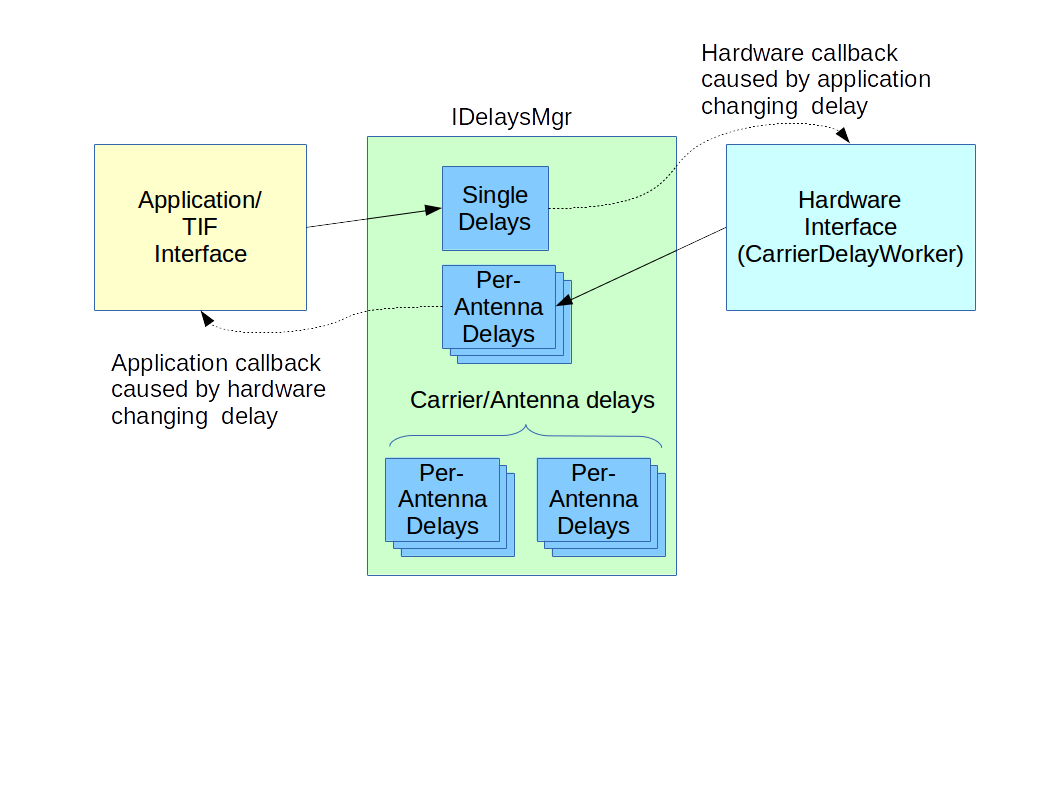 Hardware callback
caused by application
changing  delay
IDelaysMgr
Application/
TIF
Interface
Single
Delays
Hardware
Interface
(CarrierDelayWorker)
Per-
Antenna
Delays
Application callback
caused by hardware
changing  delay
Carrier/Antenna delays
Per-
Antenna
Delays
Per-
Antenna
Delays